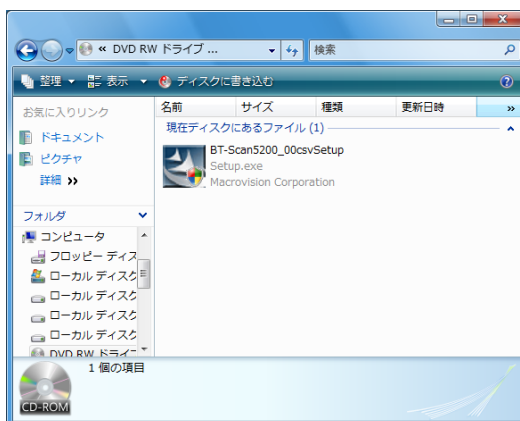 « DVD RW ドライブ ...
検索
整理
表示
ディスクに書き込む
お気に入りリンク
ドキュメント
ピクチャ
詳細 »
フォルダ
コンピュータ
フロッピー ディス
ローカル ディスク
ローカル ディスク
ローカル ディスク
ローカル ディスク
DVD RW ドライブ
名前 サイズ 種類 更新日時 »
現在ディスクにあるファイル (1)
BT-Scan5200_00csvSetup
Setup.exe
Macrovision Corporation
1 個の項目
CD-ROM